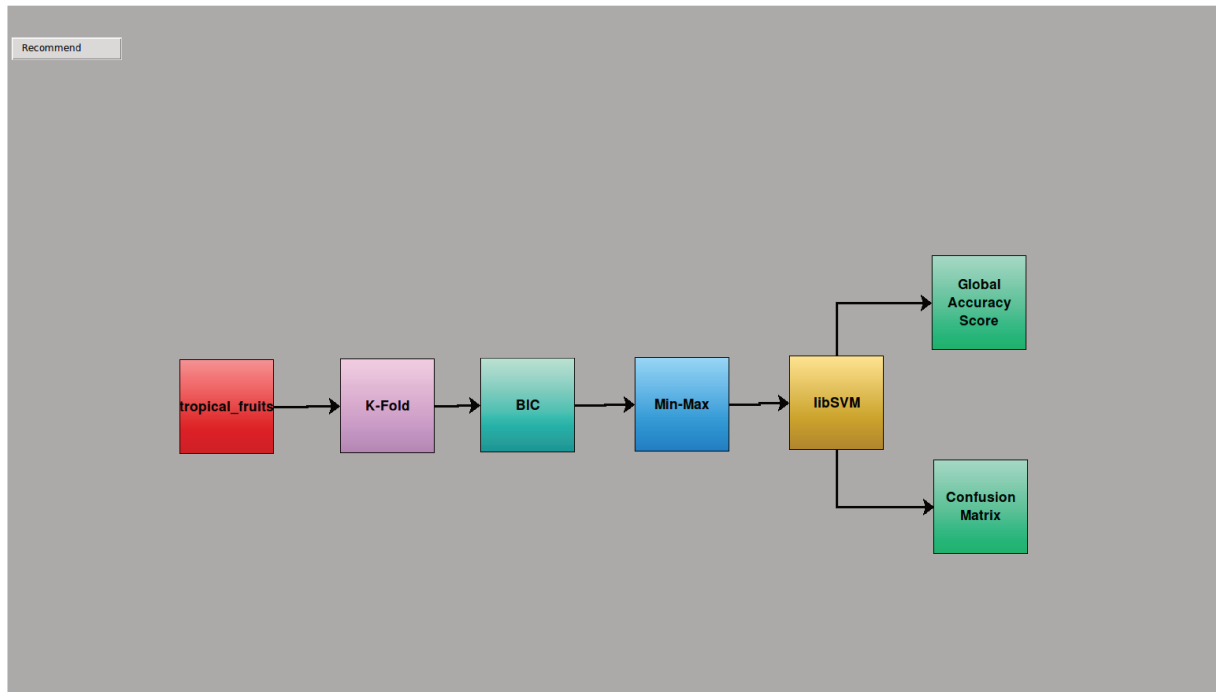 Recommend
Global
Accuracy
Score
tropical_fruits
K-Fold
BIC
Min-Max
libSVM
Confusion
Matrix